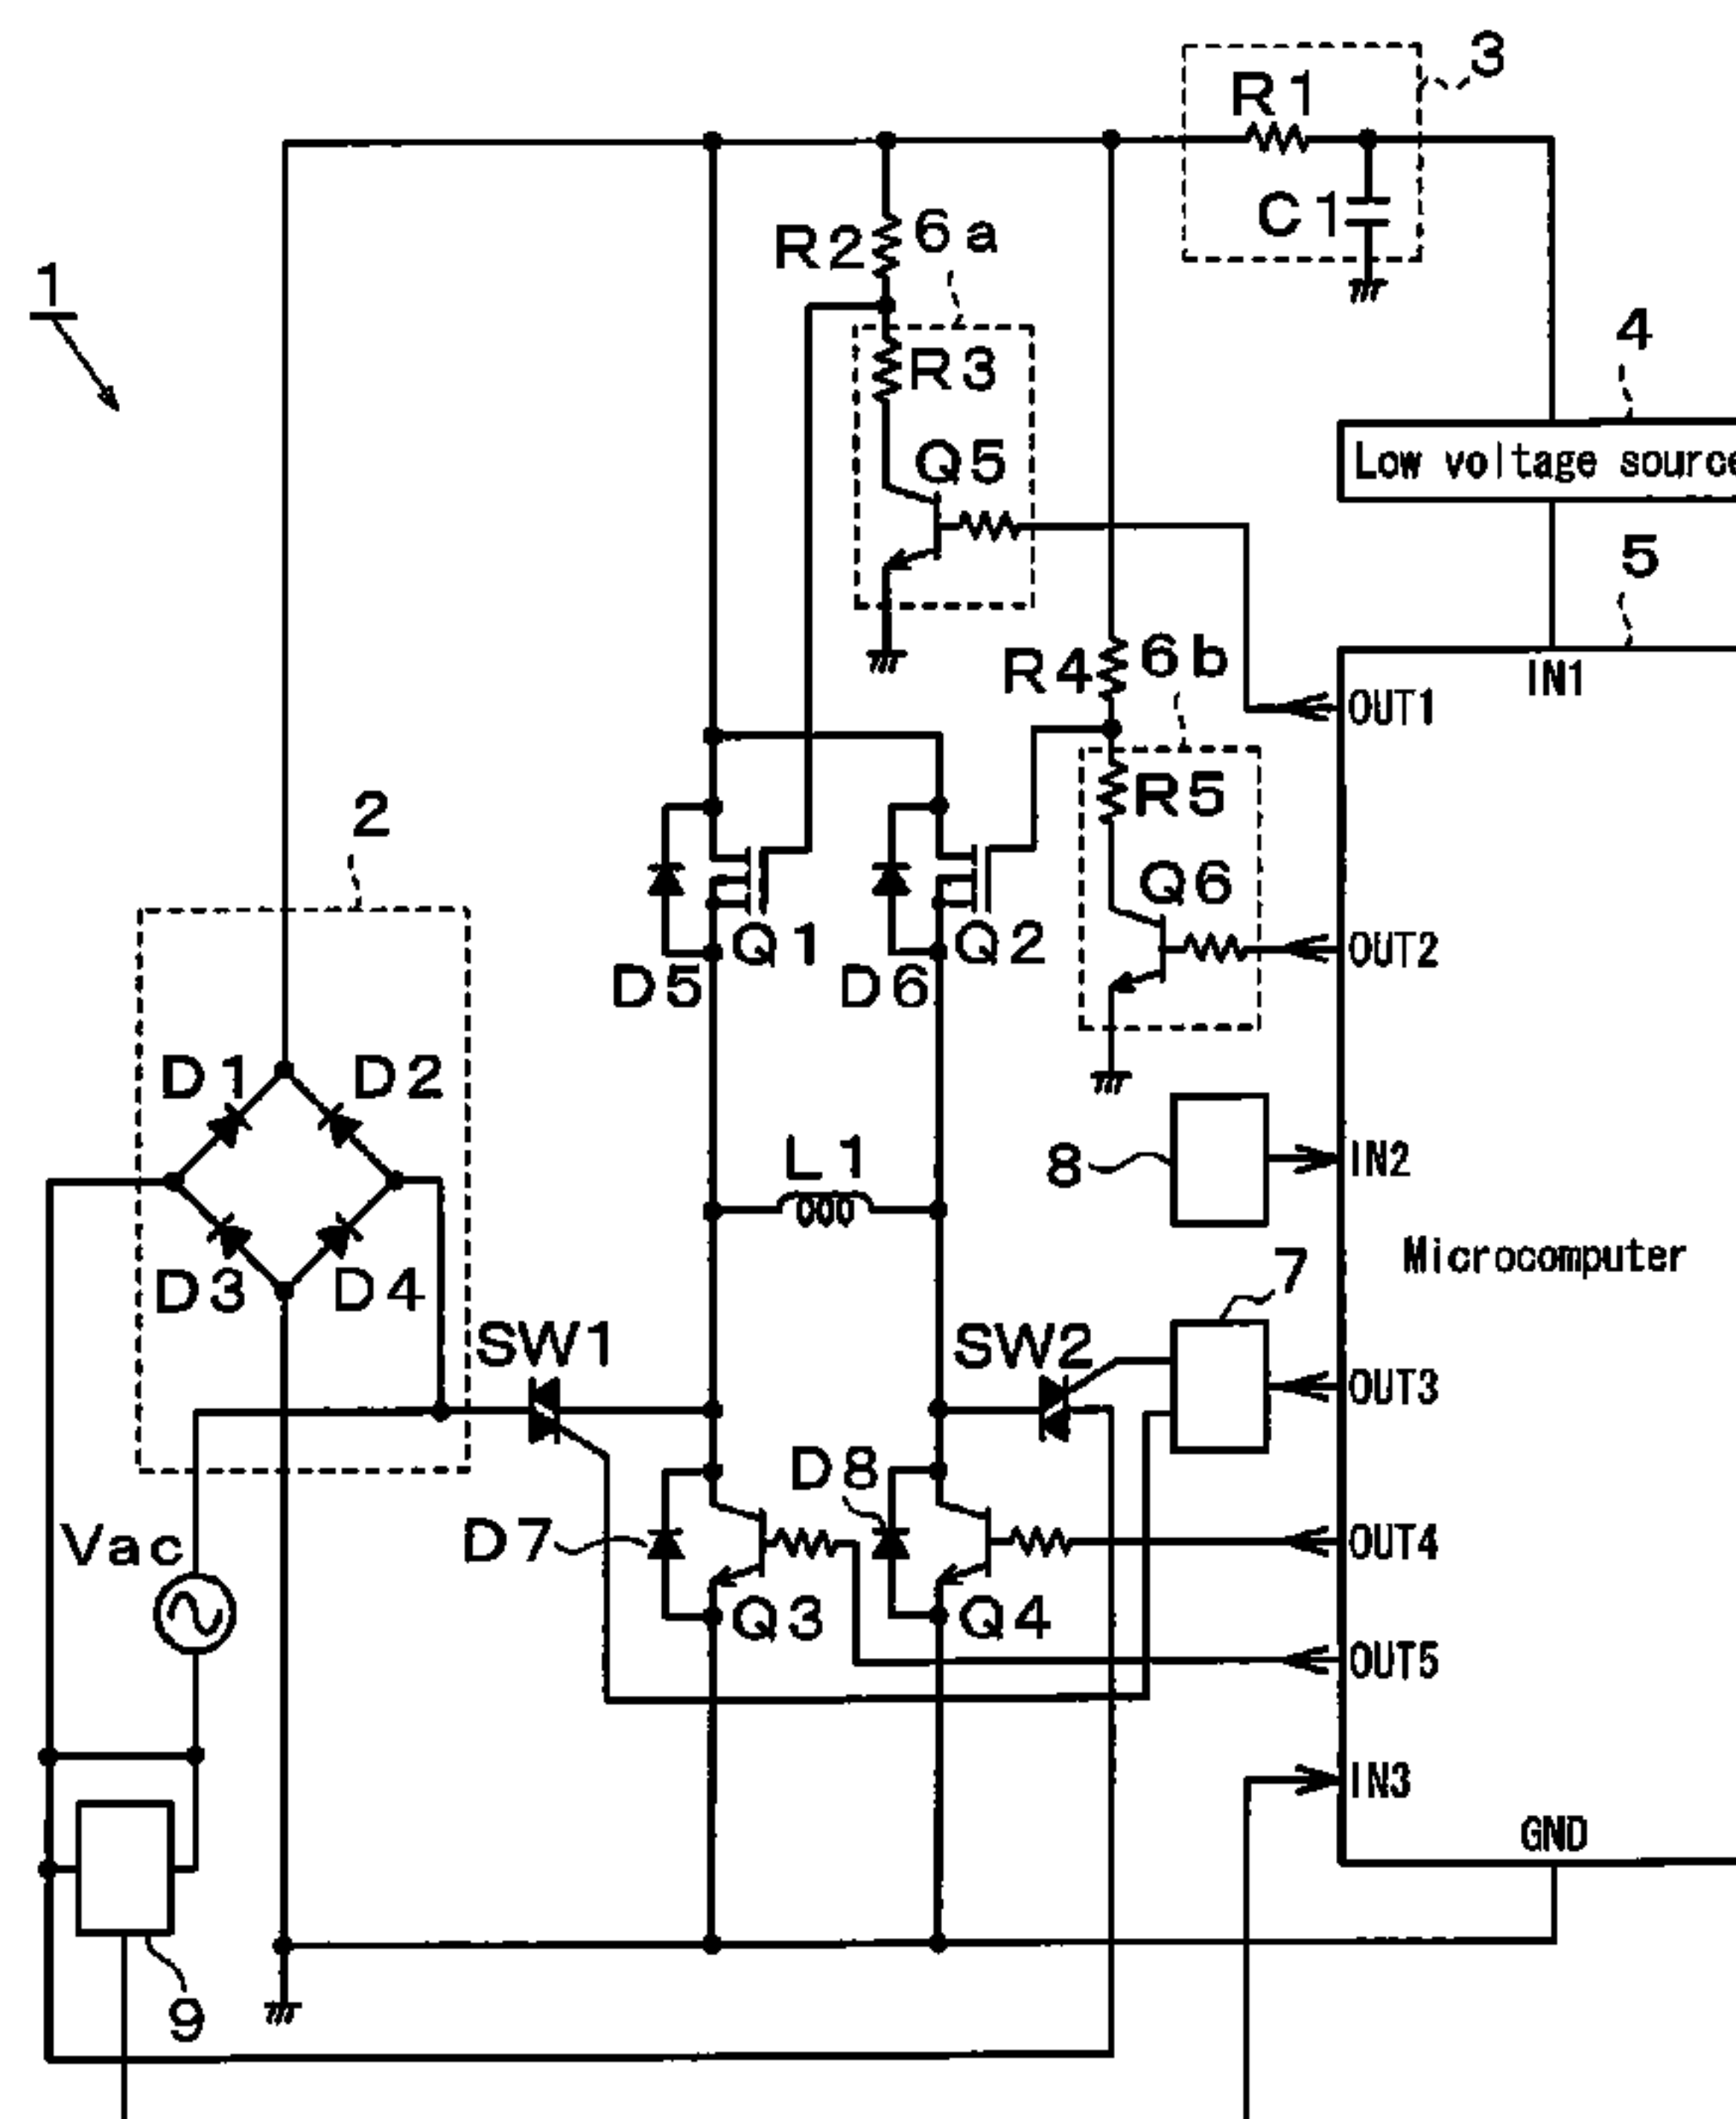 3
R1
C1
R2
6a
1
R3
4
Q5
Low voltage source
5
R4
6b
IN1
OUT1
2
R5
Q6
Q1
Q2
OUT2
D5
D6
D1
D2
L1
8
IN2
Microcomputer
7
D3
D4
SW1
SW2
OUT3
D8
Vac
D7
OUT4
Q3
Q4
OUT5
IN3
GND
9